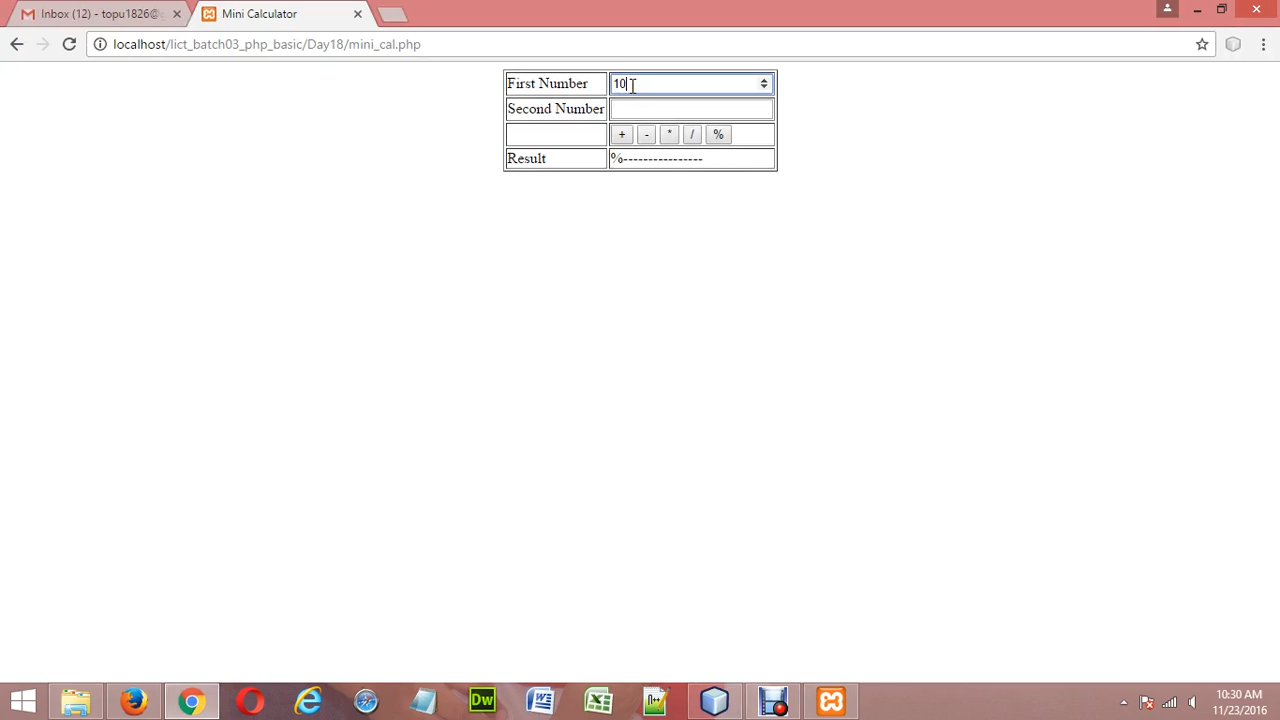 Inbox (12) - topu1826@
Mini Calculator
localhost/lict_batch03_php_basic/Day18/mini_cal.php
First Number 10
Second Number
+ - * / %
Result %----------------
Dw
10:30 AM
11/23/2016